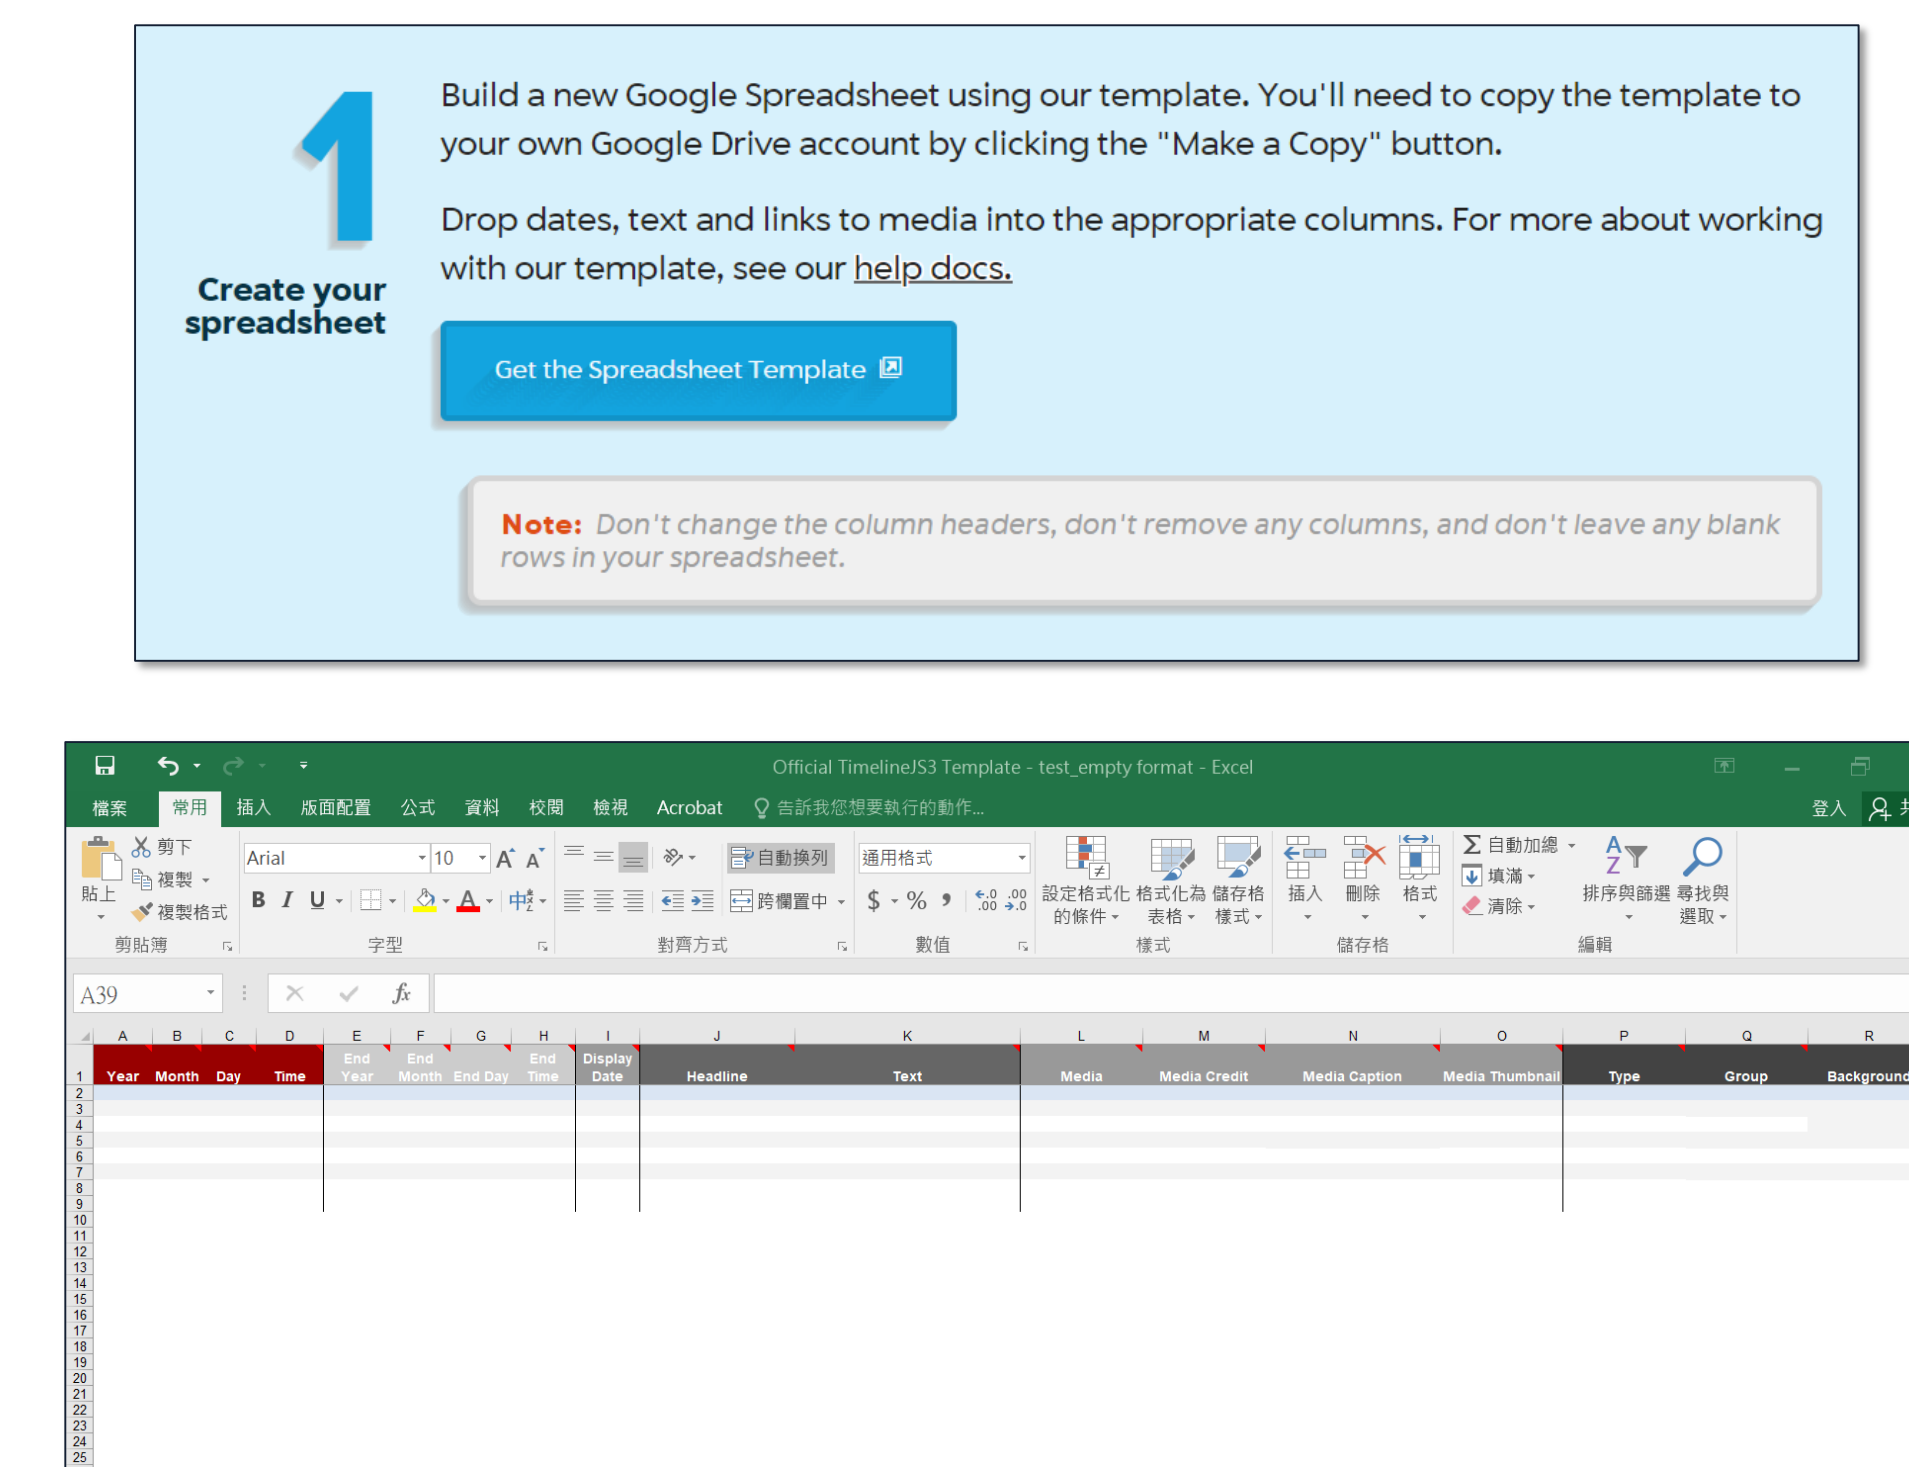 1
Create your
spreadsheet
Build a new Google Spreadsheet using our template. You'll need to copy the template to
your own Google Drive account by clicking the "Make a Copy" button.
Drop dates, text and links to media into the appropriate columns. For more about working
with our template, see our help docs.
Get the Spreadsheet Template
Note: Don't change the column headers, don't remove any columns, and don't leave any blank
rows in your spreadsheet.
Official TimelineJS3 Template - test_empty format - Excel
檔案 常用 插入 版面配置 公式 資料 校閱 檢視 Acrobat 告訴我您想要執行的動作... 登入
貼上 剪下 複製 複製格式 剪貼簿
Arial 10 A A
B I U A 中 字型
自動換列
跨欄置中
對齊方式
通用格式
$ % , .0 .00 .00 .0
數值
設定格式化的條件 格式化為表格 儲存格樣式
樣式
插入 刪除 格式
儲存格
Σ 自動加總
填滿
清除
排序與篩選 尋找與選取
編輯
A39 fx
A B C D E F G H I J K L M N O P Q R
1 Year Month Day Time End Year End Month End Day End Time Display Date Headline Text Media Media Credit Media Caption Media Thumbnail Type Group Background
2
3
4
5
6
7
8
9
10
11
12
13
14
15
16
17
18
19
20
21
22
23
24
25